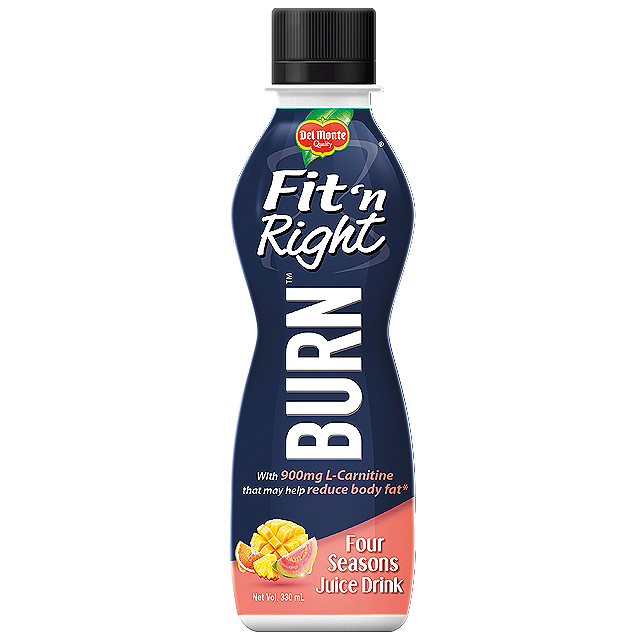 Del Monte
Quality
®
Fit 'n
Right
BURN™
With 900mg L-Carnitine
that may help reduce body fat*
Four
Seasons
Juice Drink
Net Vol. 330 mL